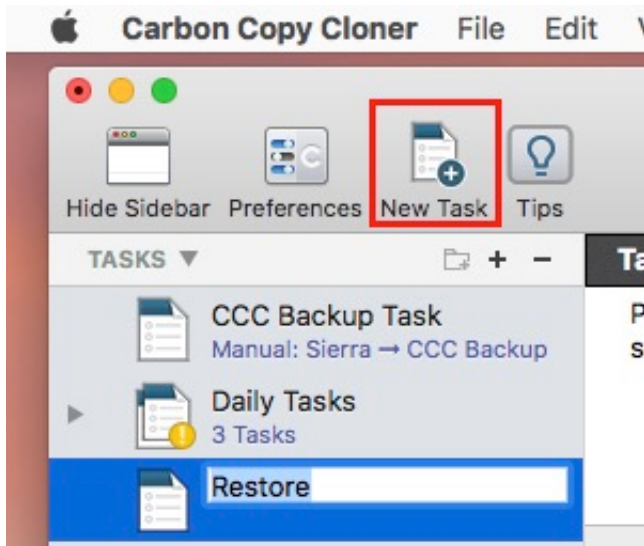 Carbon Copy Cloner File Edit
Hide Sidebar Preferences New Task Tips
TASKS
CCC Backup Task
Manual: Sierra → CCC Backup
Daily Tasks
3 Tasks
Restore